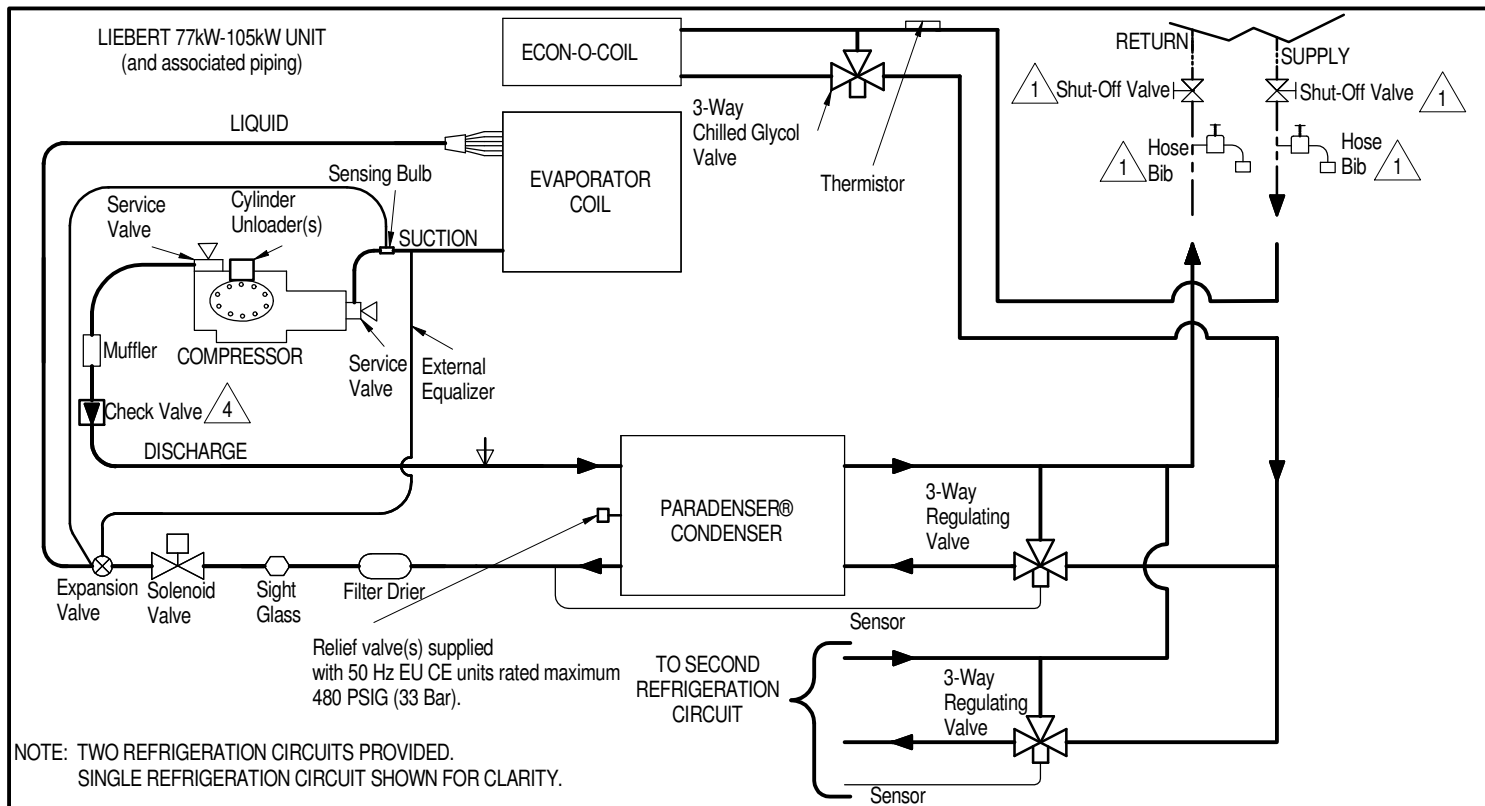 LIEBERT 77kW-105kW UNIT
(and associated piping)
ECON-O-COIL
RETURN
SUPPLY
1
Shut-Off Valve
Shut-Off Valve
1
3-Way
Chilled Glycol
Valve
Thermistor
1
Hose
Bib
Hose
Bib
1
LIQUID
Sensing Bulb
EVAPORATOR
COIL
Service
Valve
Cylinder
Unloader(s)
SUCTION
Muffler
COMPRESSOR
Service
Valve
External
Equalizer
Check Valve
4
DISCHARGE
PARADENSER®
CONDENSER
3-Way
Regulating
Valve
Expansion
Valve
Solenoid
Valve
Sight
Glass
Filter Drier
Sensor
Relief valve(s) supplied
with 50 Hz EU CE units rated maximum
480 PSIG (33 Bar).
TO SECOND
REFRIGERATION
CIRCUIT
3-Way
Regulating
Valve
Sensor
NOTE: TWO REFRIGERATION CIRCUITS PROVIDED.
SINGLE REFRIGERATION CIRCUIT SHOWN FOR CLARITY.